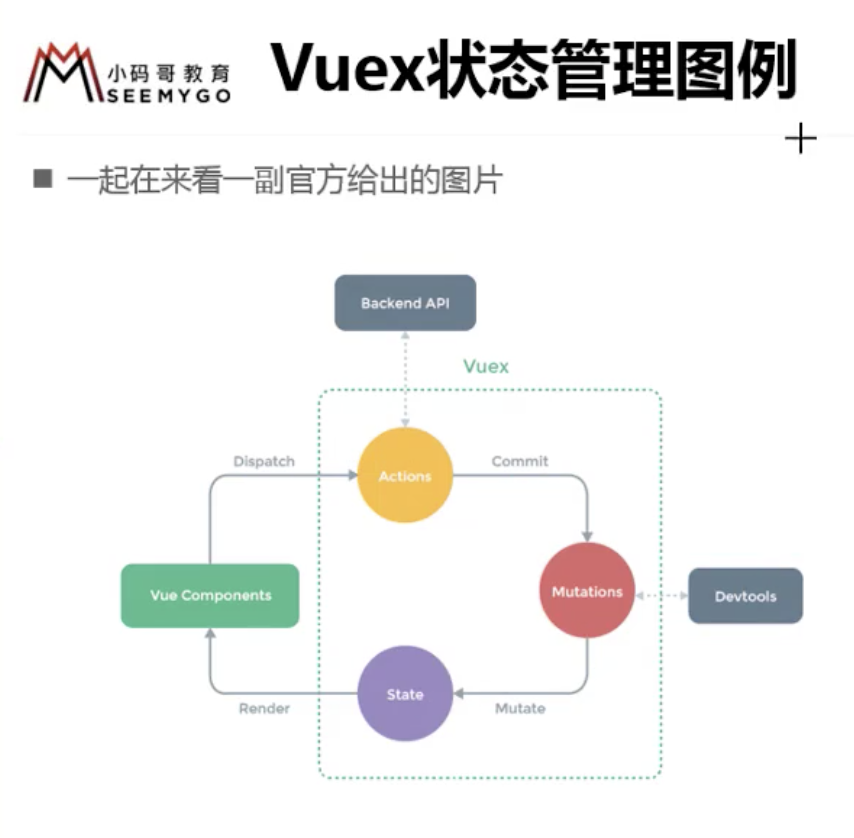 小码哥教育
SEEMYGO
Vuex状态管理图例
一起在来看一副官方给出的图片
Backend API
Vuex
Dispatch
Actions
Commit
Vue Components
Mutations
Devtools
State
Render
Mutate